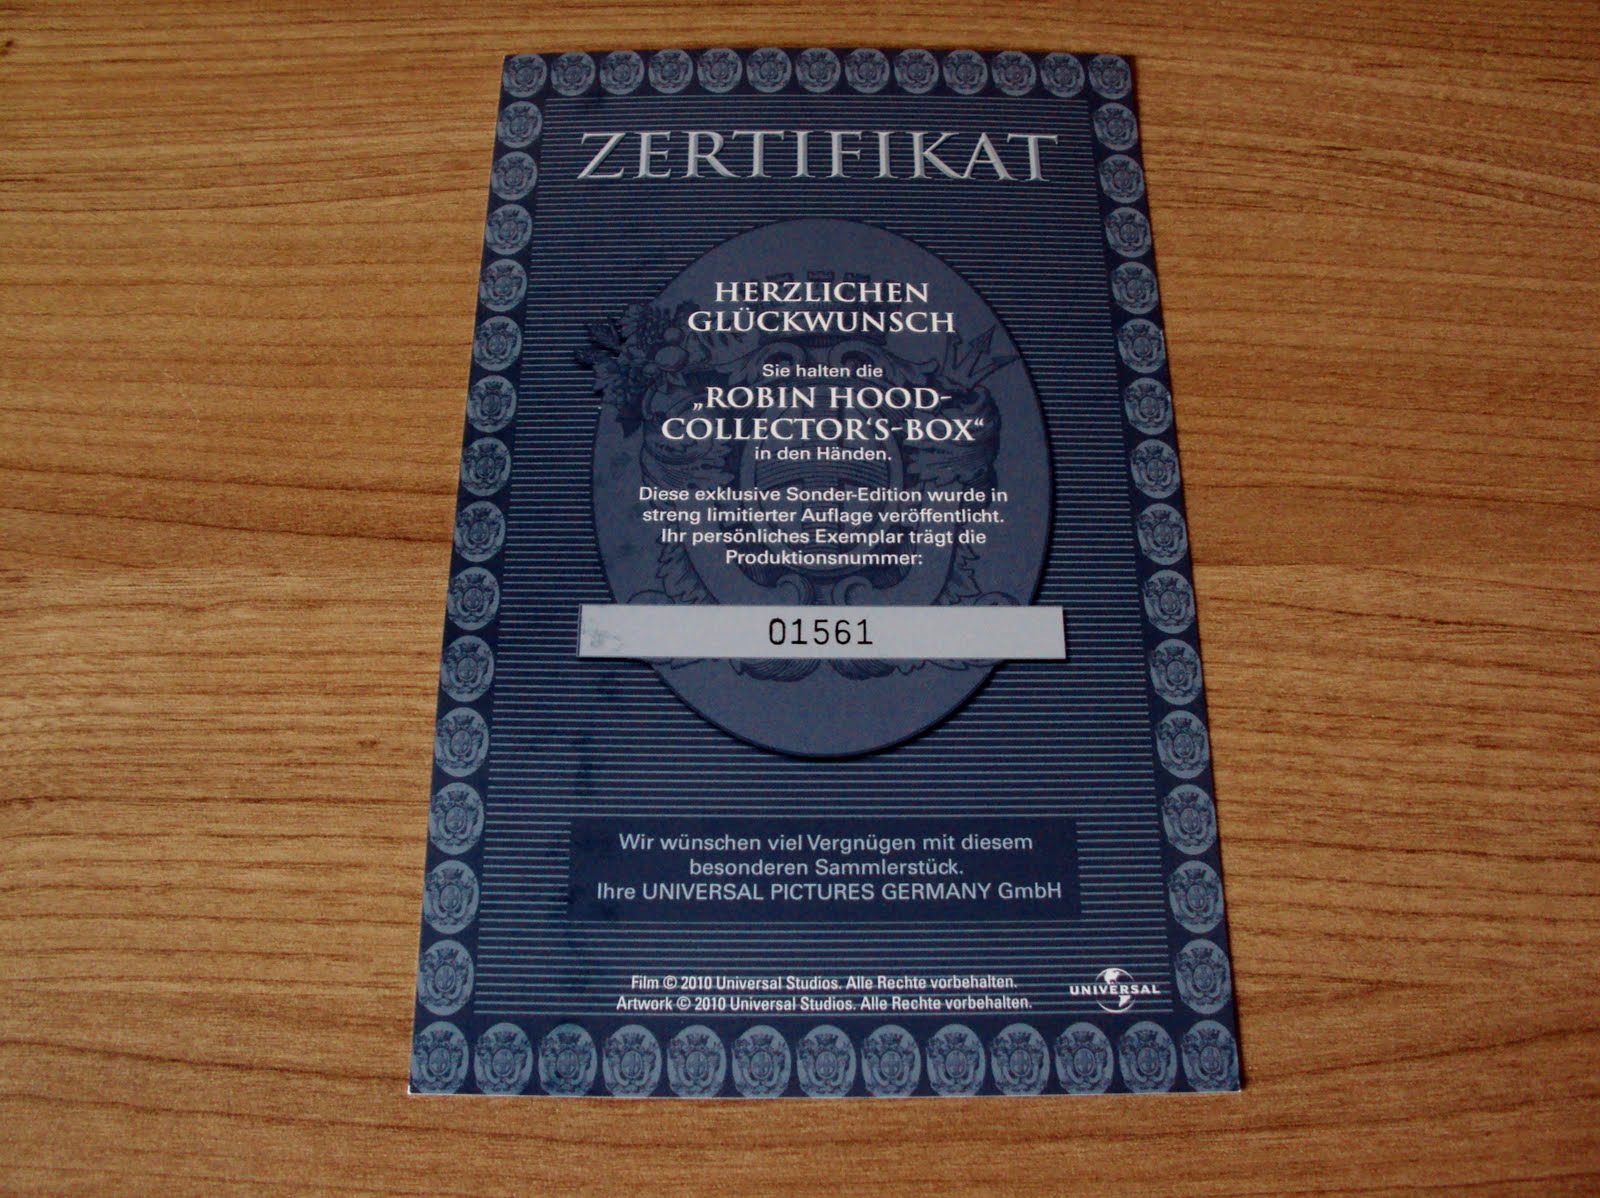 ZERTIFIKAT
HERZLICHEN
GLÜCKWUNSCH
Sie halten die
„ROBIN HOOD-
COLLECTOR‘S-BOX“
in den Händen.
Diese exklusive Sonder-Edition wurde in
streng limitierter Auflage veröffentlicht.
Ihr persönliches Exemplar trägt die
Produktionsnummer:
01561
Wir wünschen viel Vergnügen mit diesem
besonderen Sammlerstück.
Ihre UNIVERSAL PICTURES GERMANY GmbH
Film © 2010 Universal Studios. Alle Rechte vorbehalten.
Artwork © 2010 Universal Studios. Alle Rechte vorbehalten.
UNIVERSAL